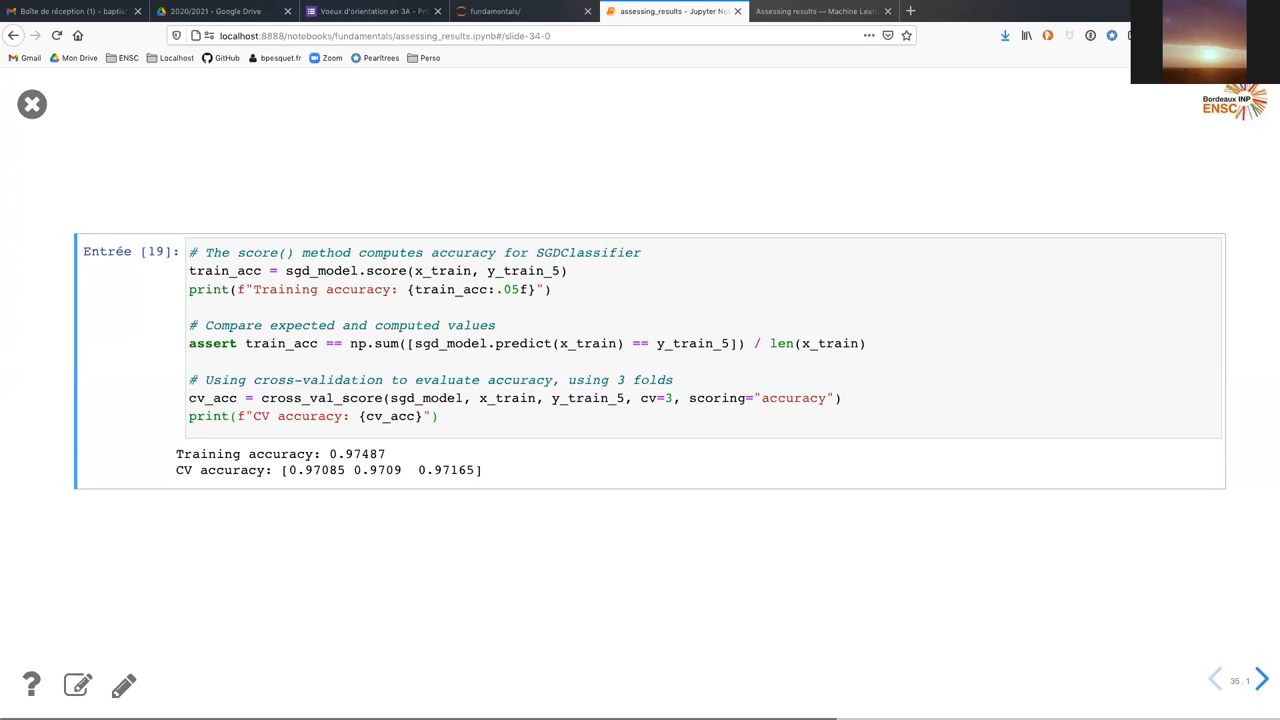 Boîte de réception (1) - baptis
2020/2021 - Google Drive
Voeux d'orientation en 3A - Pr
fundamentals/
assessing_results - Jupyter No
Assessing results — Machine Learn
localhost:8888/notebooks/fundamentals/assessing_results.ipynb#/slide-34-0
Gmail
Mon Drive
ENSC
Localhost
GitHub
bpesquet.fr
Zoom
Pearltrees
Perso
Bordeaux INP
ENSC
Entrée [19]:
# The score() method computes accuracy for SGDClassifier
train_acc = sgd_model.score(x_train, y_train_5)
print(f"Training accuracy: {train_acc:.05f}")
# Compare expected and computed values
assert train_acc == np.sum([sgd_model.predict(x_train) == y_train_5]) / len(x_train)
# Using cross-validation to evaluate accuracy, using 3 folds
cv_acc = cross_val_score(sgd_model, x_train, y_train_5, cv=3, scoring="accuracy")
print(f"CV accuracy: {cv_acc}")
Training accuracy: 0.97487
CV accuracy: [0.97085 0.9709  0.97165]
?
35.1